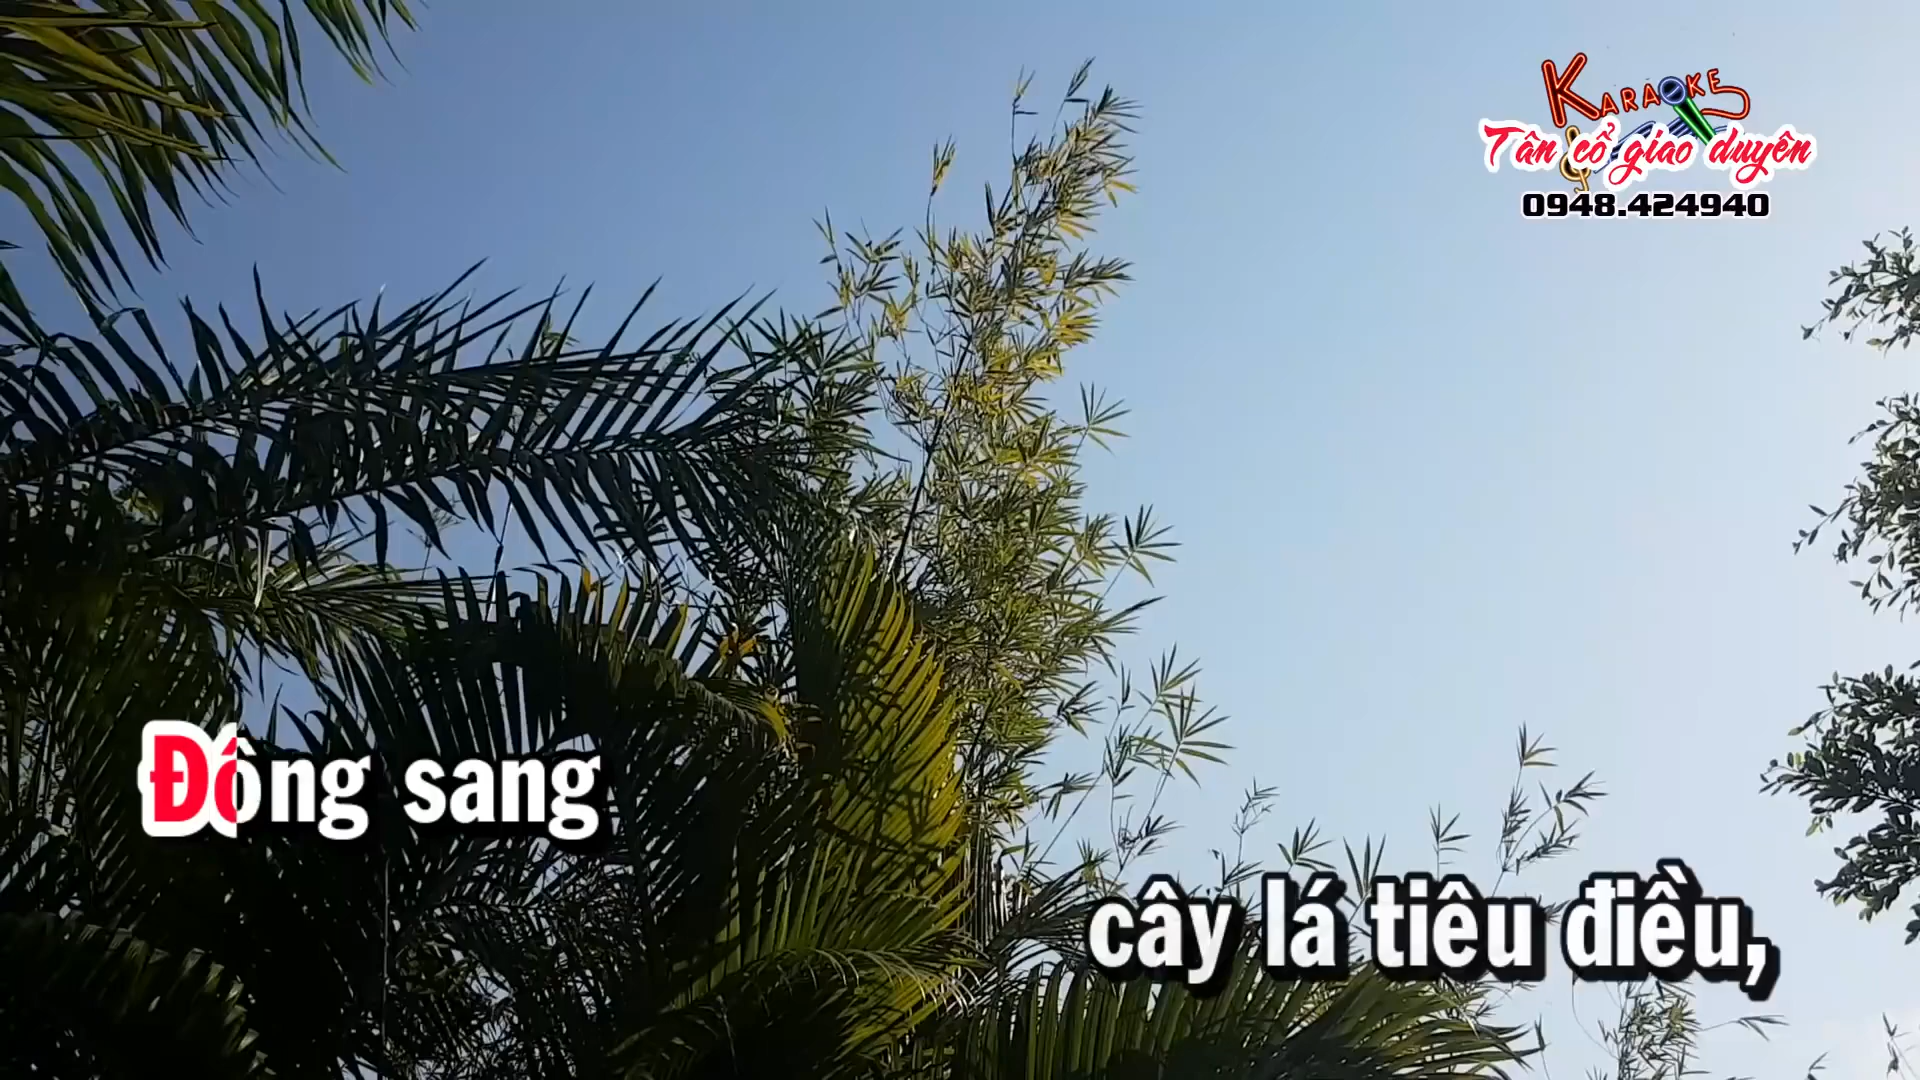 KARAOKE
Tân cổ giao duyên
0948.424940
Đông sang
cây lá tiêu điều,